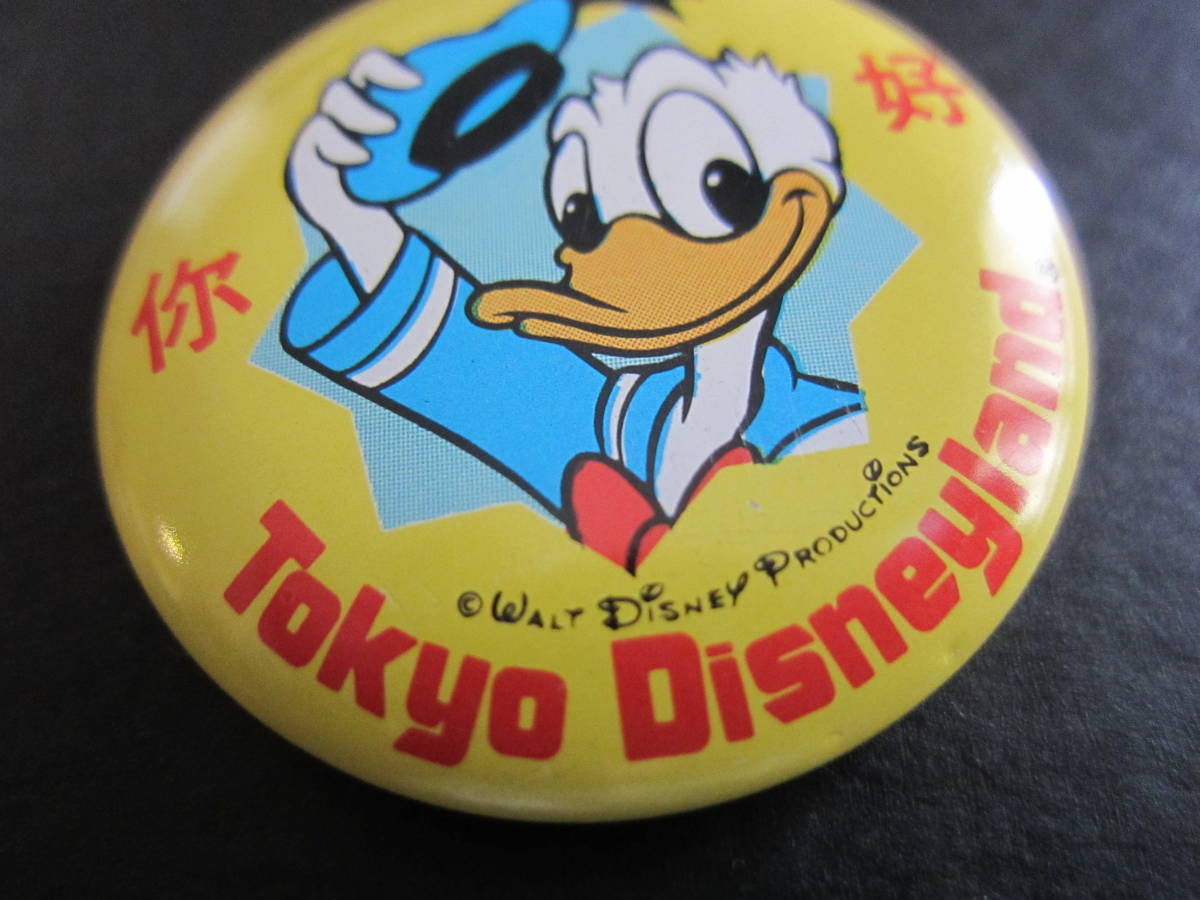 你好
© WALT DISNEY PRODUCTIONS
Tokyo Disneyland®